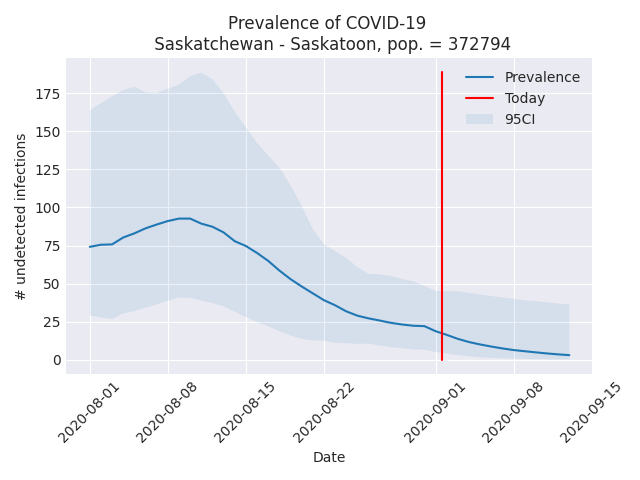 Prevalence of COVID-19
Saskatchewan - Saskatoon, pop. = 372794
Prevalence
Today
95CI
# undetected infections
175
150
125
100
75
50
25
0
2020-08-01
2020-08-08
2020-08-15
2020-08-22
2020-09-01
2020-09-08
2020-09-15
Date